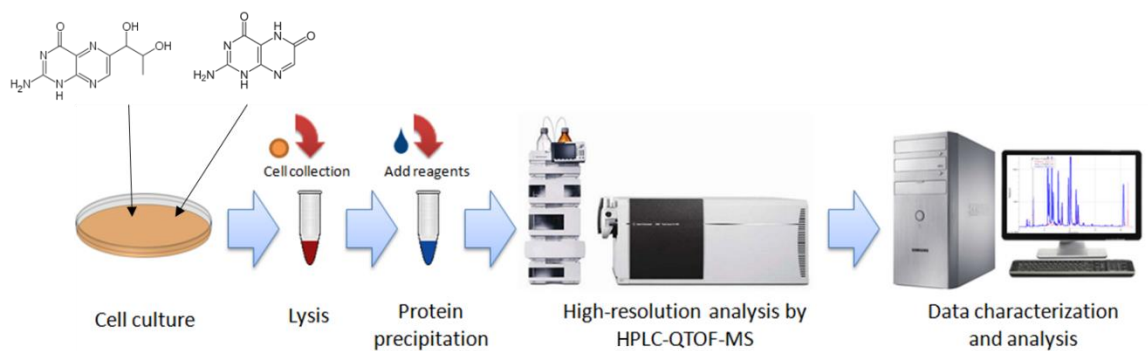 O
OH
OH
N
N
H₂N
N
H
N
O
H
N
O
N
H₂N
N
H
N
Cell collection
Add reagents
SAMSUNG
Cell culture
Lysis
Protein
precipitation
High-resolution analysis by
HPLC-QTOF-MS
Data characterization
and analysis